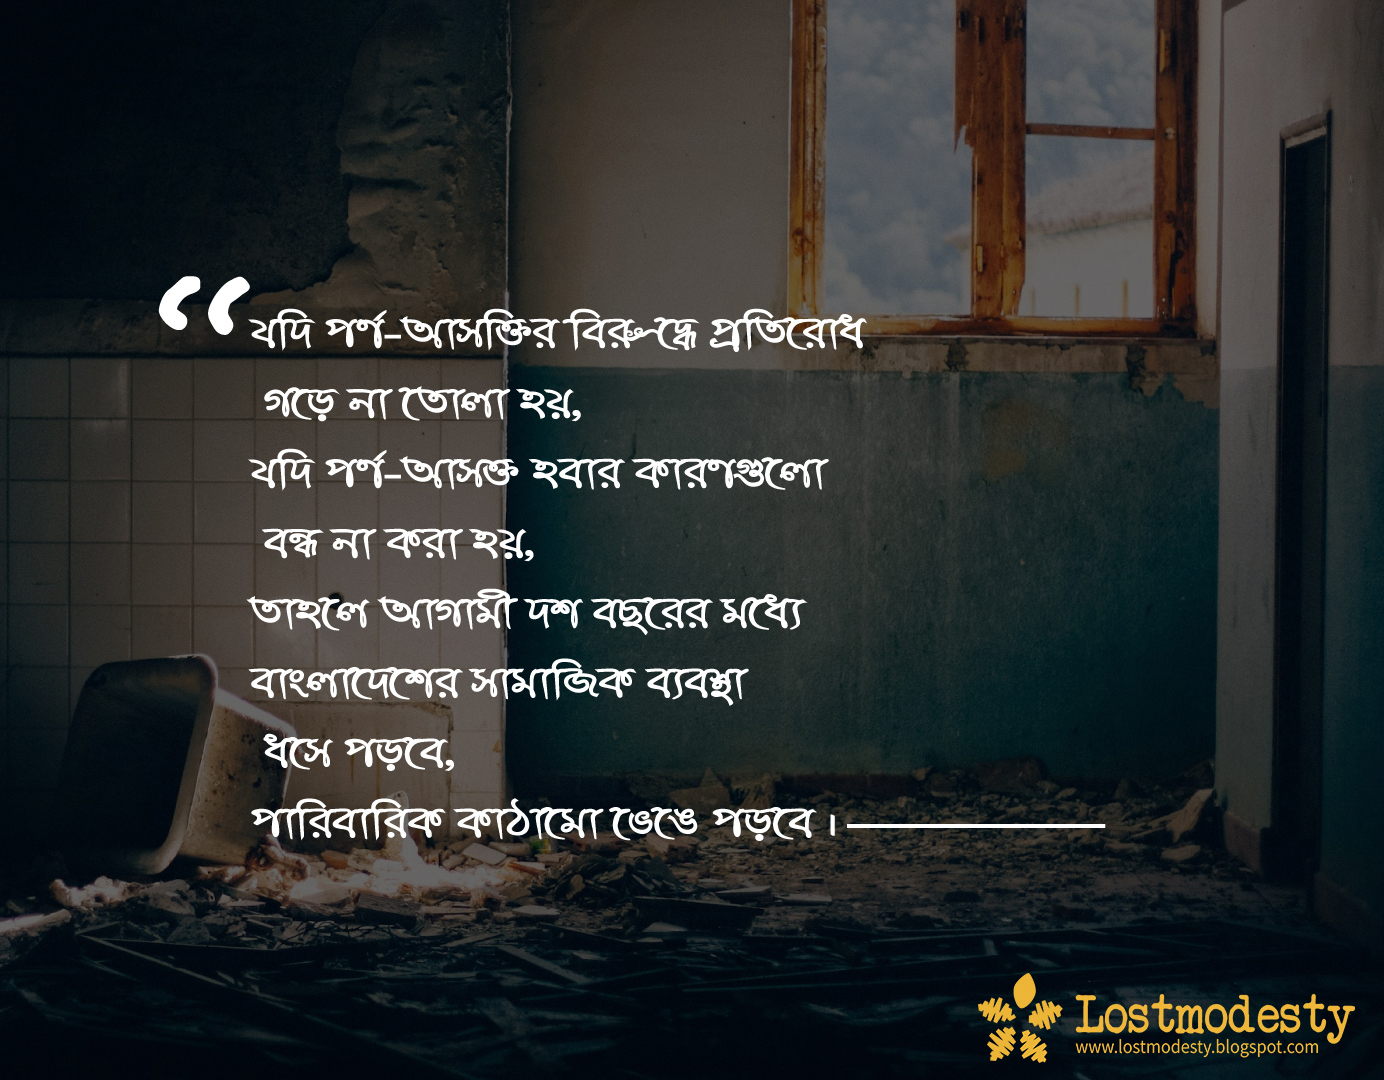 “যদি পর্ণ-আসক্তির বিরুদ্ধে প্রতিরোধ
গড়ে না তোলা হয়,
যদি পর্ণ-আসক্ত হবার কারণগুলো
বন্ধ না করা হয়,
তাহলে আগামী দশ বছরের মধ্যে
বাংলাদেশের সামাজিক ব্যবস্থা
ধসে পড়বে,
পারিবারিক কাঠামো ভেঙে পড়বে।
Lostmodesty
www.lostmodesty.blogspot.com